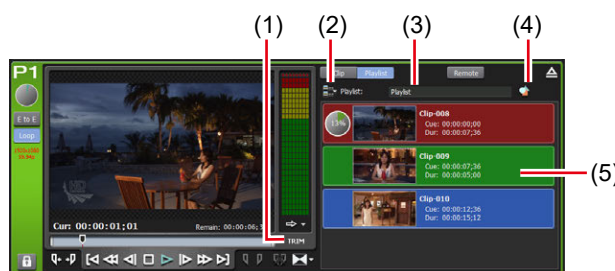 (1) (2) (3) (4)
P1 Clip Playlist Remote
Playlist: Playlist
E to E
Loop
13%
Clip-008
Cue: 00:00:00;00
Dur: 00:00:07;36
Clip-009
Cue: 00:00:07;36
Dur: 00:00:05;00
(5)
Clip-010
Cue: 00:00:12;36
Dur: 00:00:15;12
Cur: 00:00:01;01 Remain: 00:00:06;3
TRIM